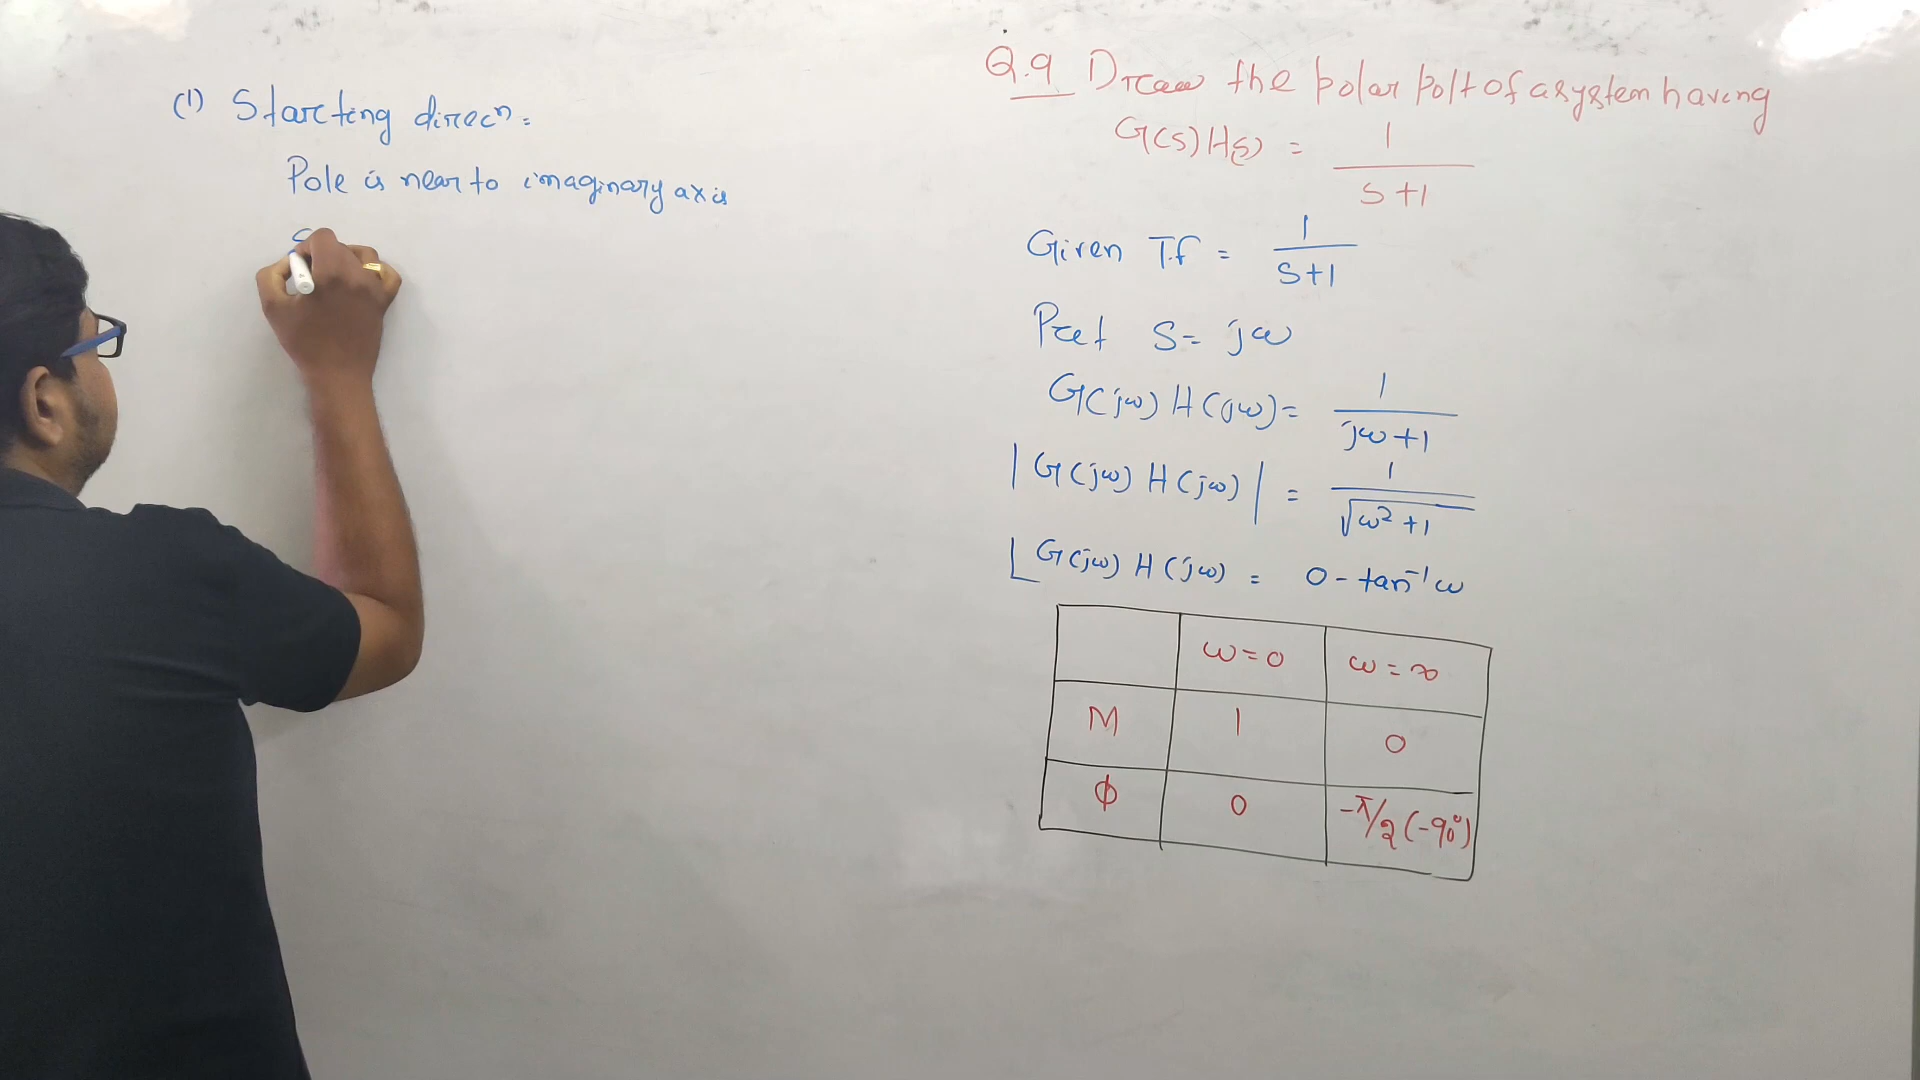 (1) Starting direcn:
Pole is near to imaginary axis
Q.9 Draw the polar polt of a system having
G(s)H(s) = 1/(s+1)
Given T.f = 1/(s+1)
Put s = jω
G(jω) H(jω) = 1/(jω+1)
|G(jω) H(jω)| = 1/√(ω²+1)
∠G(jω) H(jω) = 0 - tan⁻¹ω
ω=0 ω=∞
M 1 0
φ 0 -π/2 (-90°)